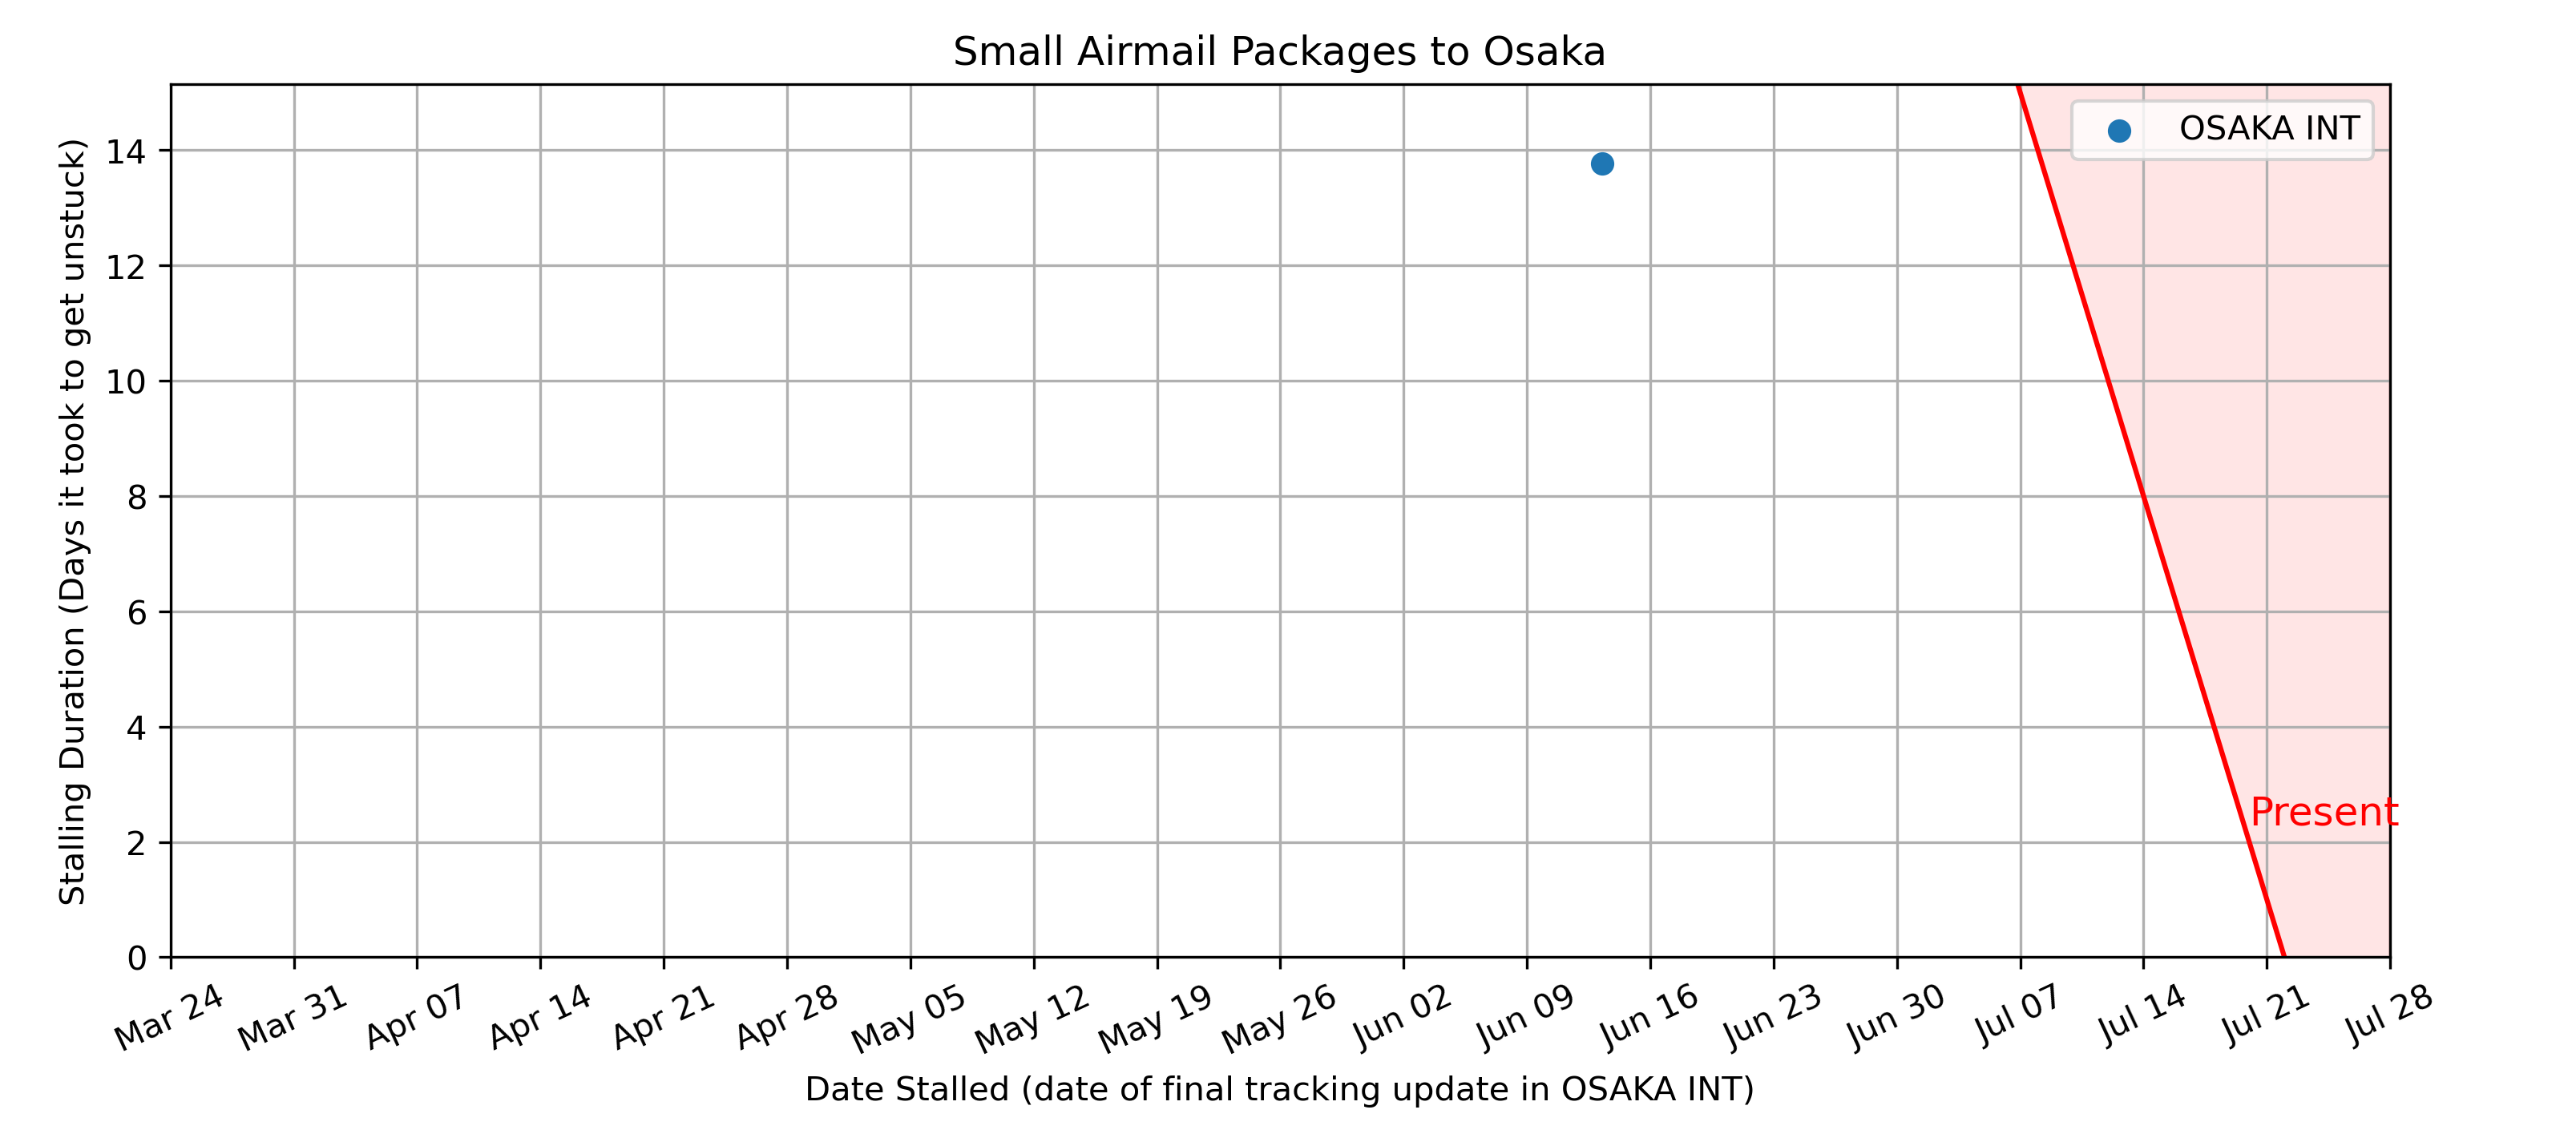 Small Airmail Packages to Osaka
OSAKA INT
Stalling Duration (Days it took to get unstuck)
14
12
10
8
6
4
2
0
Present
Mar 24
Mar 31
Apr 07
Apr 14
Apr 21
Apr 28
May 05
May 12
May 19
May 26
Jun 02
Jun 09
Jun 16
Jun 23
Jun 30
Jul 07
Jul 14
Jul 21
Jul 28
Date Stalled (date of final tracking update in OSAKA INT)